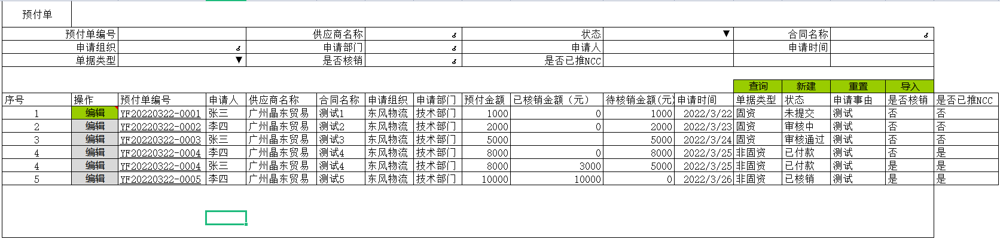 预付单
预付单编号 供应商名称 状态 ▼ 合同名称
申请组织 申请部门 申请人 申请时间
单据类型 ▼ 是否核销 是否已推NCC
查询 新建 重置 导入
序号 操作 预付单编号 申请人 供应商名称 合同名称 申请组织 申请部门 预付金额 已核销金额（元） 待核销金额(元) 申请时间 单据类型 状态 申请事由 是否核销 是否已推NCC
1 编辑 YF20220322-0001 张三 广州晶东贸易 测试1 东风物流 技术部门 1000 0 1000 2022/3/22 固资 未提交 测试 否 否
2 编辑 YF20220322-0002 李四 广州晶东贸易 测试2 东风物流 技术部门 2000 0 2000 2022/3/23 固资 审核中 测试 否 否
3 编辑 YF20220322-0003 张三 广州晶东贸易 测试3 东风物流 技术部门 5000 5000 2022/3/24 固资 审核通过 测试 否 否
4 编辑 YF20220322-0004 李四 广州晶东贸易 测试4 东风物流 技术部门 8000 0 8000 2022/3/25 非固资 已付款 测试 否 是
4 编辑 YF20220322-0004 张三 广州晶东贸易 测试4 东风物流 技术部门 8000 3000 5000 2022/3/25 非固资 已付款 测试 是 是
5 编辑 YF20220322-0005 李四 广州晶东贸易 测试5 东风物流 技术部门 10000 10000 0 2022/3/26 非固资 已核销 测试 是 是